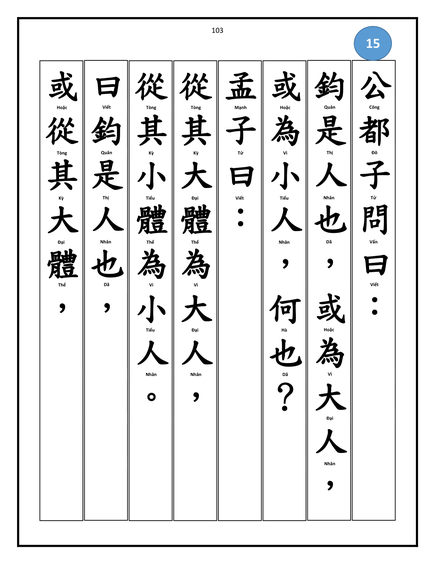 103
15
公都子問曰：
Công Đô Tử Vấn Viết
鈞是人也，或為大人，
Quân Thị Nhân Dã Hoặc Vi Đại Nhân
或為小人，何也？
Hoặc Vi Tiểu Nhân Hà Dã
孟子曰：
Mạnh Tử Viết
從其大體為大人，
Tòng Kỳ Đại Thể Vi Đại Nhân
從其小體為小人。
Tòng Kỳ Tiểu Thể Vi Tiểu Nhân
曰鈞是人也，
Viết Quân Thị Nhân Dã
或從其大體，
Hoặc Tòng Kỳ Đại Thể